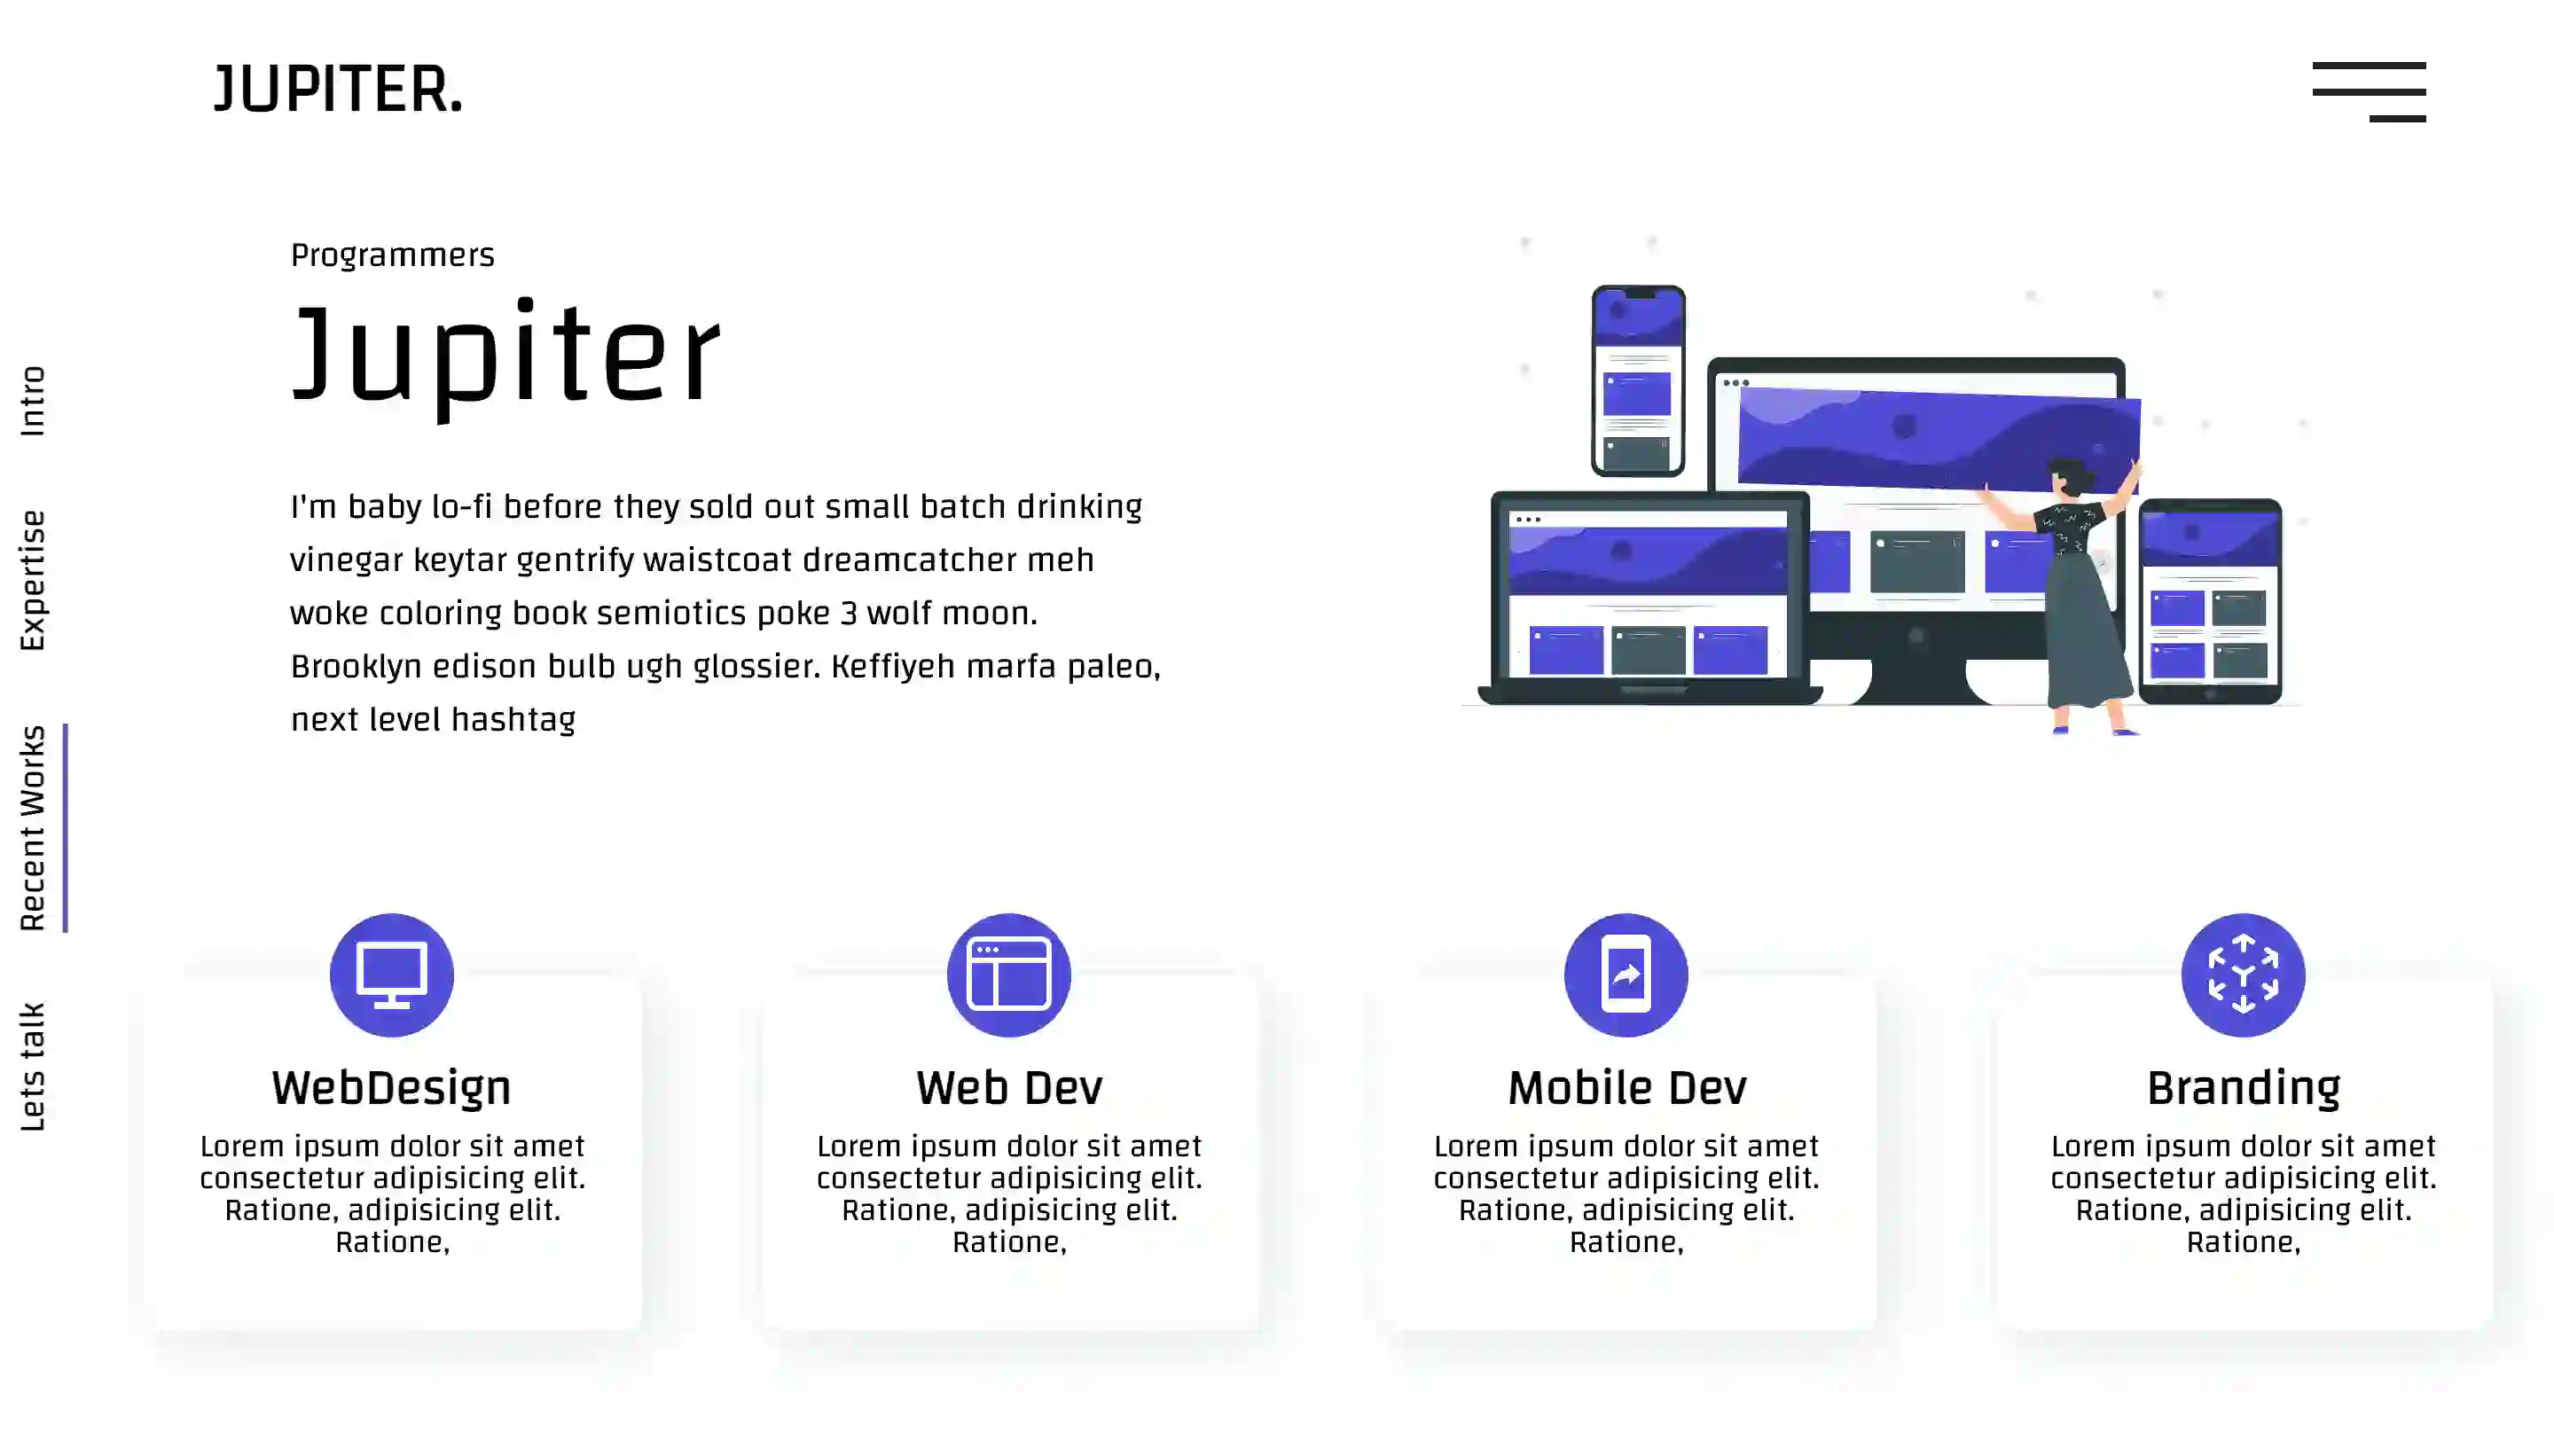 JUPITER.
Programmers
Jupiter
I'm baby lo-fi before they sold out small batch drinking
vinegar keytar gentrify waistcoat dreamcatcher meh
woke coloring book semiotics poke 3 wolf moon.
Brooklyn edison bulb ugh glossier. Keffiyeh marfa paleo,
next level hashtag
Intro
Expertise
Recent Works
Lets talk
WebDesign
Lorem ipsum dolor sit amet
consectetur adipisicing elit.
Ratione, adipisicing elit.
Ratione,
Web Dev
Lorem ipsum dolor sit amet
consectetur adipisicing elit.
Ratione, adipisicing elit.
Ratione,
Mobile Dev
Lorem ipsum dolor sit amet
consectetur adipisicing elit.
Ratione, adipisicing elit.
Ratione,
Branding
Lorem ipsum dolor sit amet
consectetur adipisicing elit.
Ratione, adipisicing elit.
Ratione,